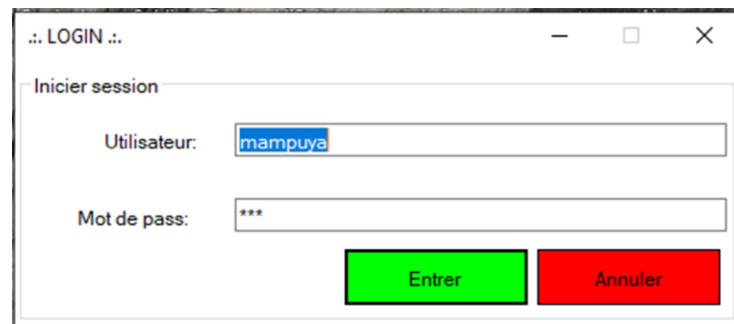 .:. LOGIN .:.
Inicier session
Utilisateur: mampuya
Mot de pass: ***
Entrer Annuler